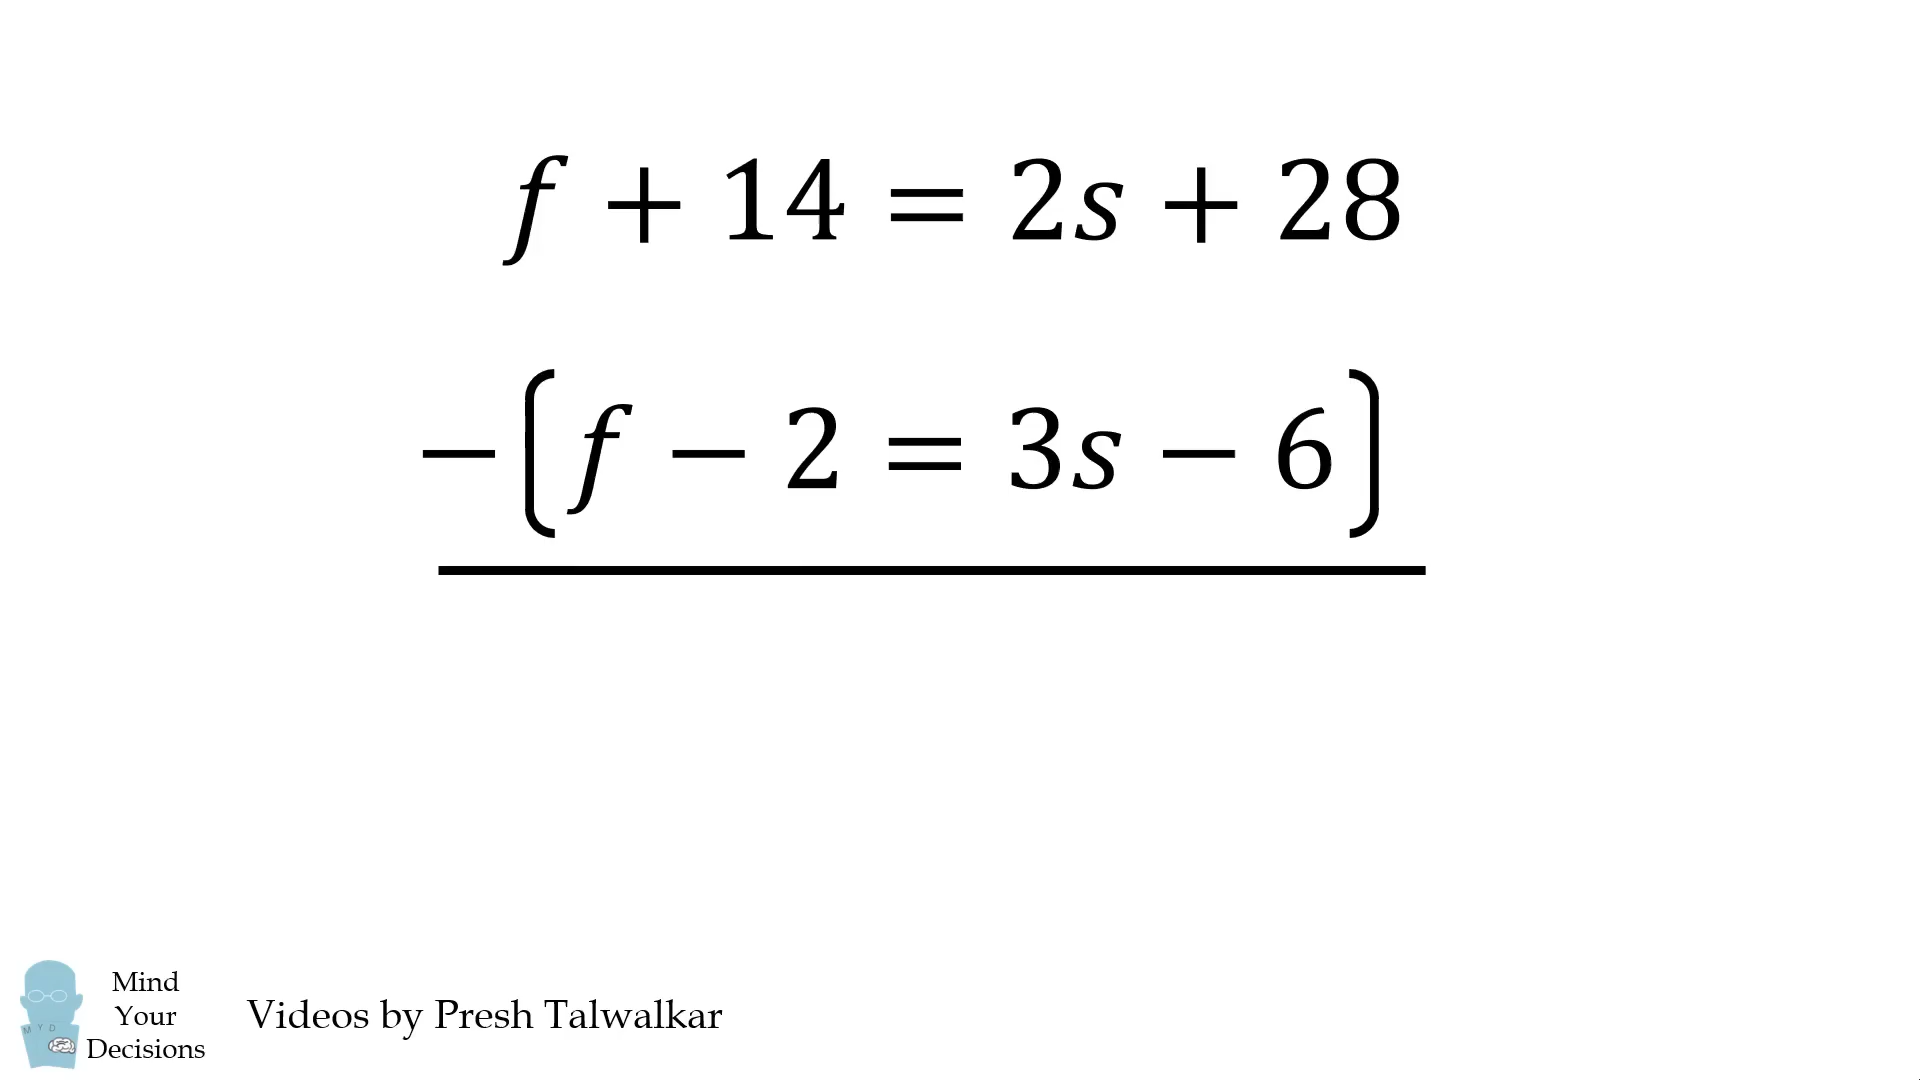 f + 14 = 2s + 28
−(f − 2 = 3s − 6)
M Y D
Mind
Your
Decisions
Videos by Presh Talwalkar